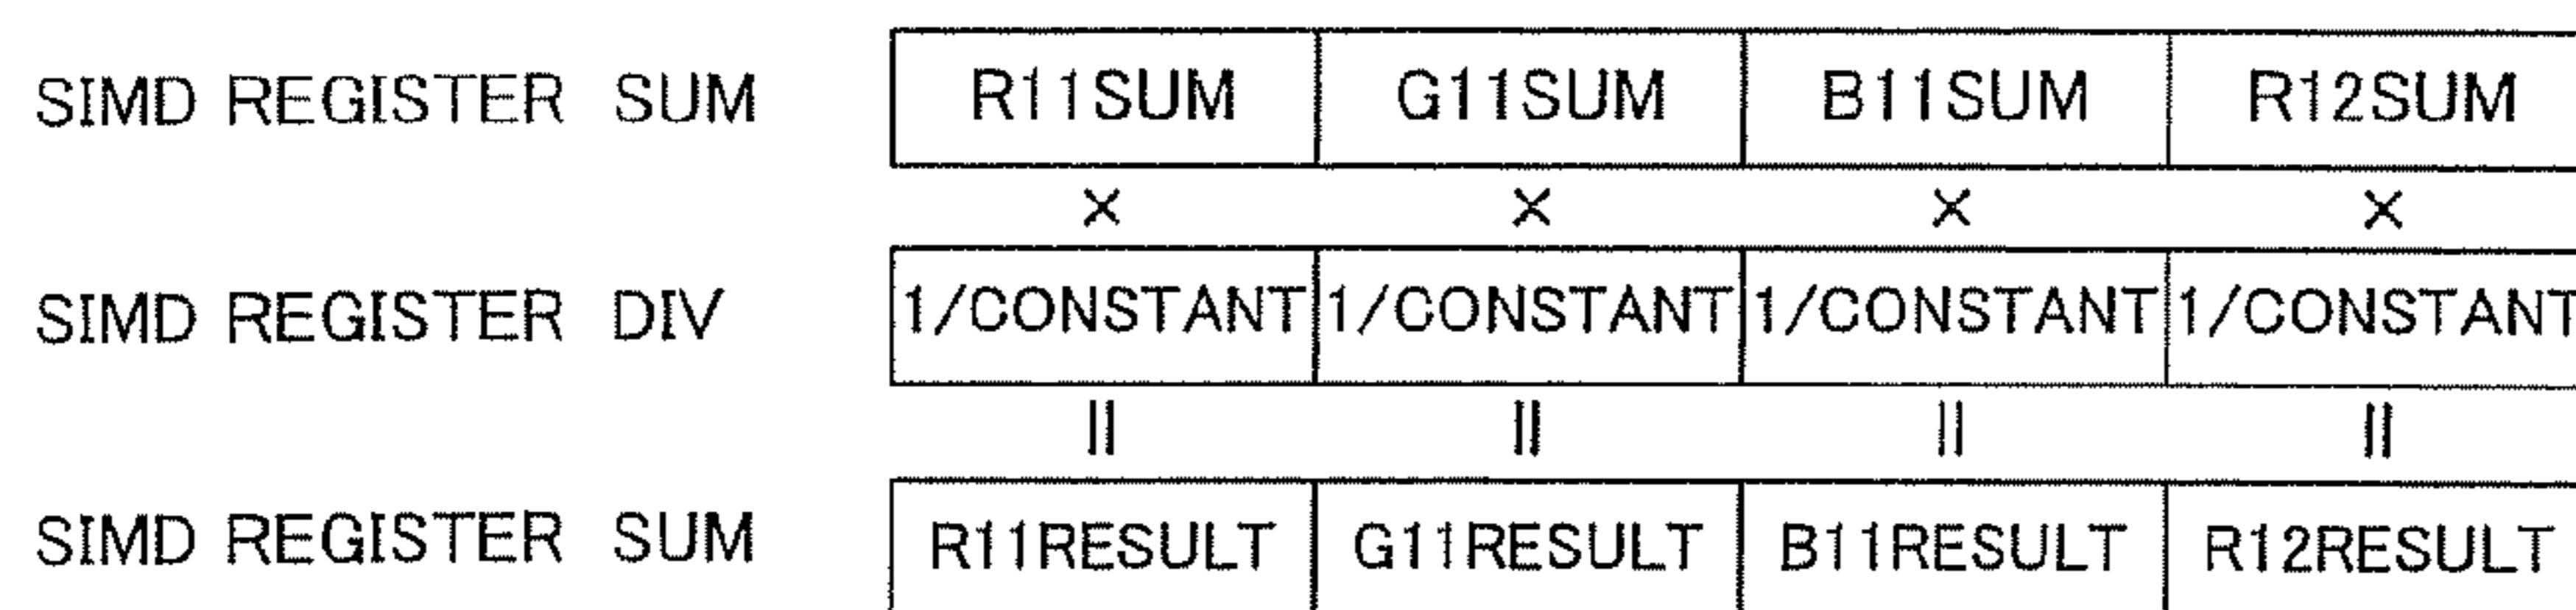 SIMD REGISTER SUM R11SUM G11SUM B11SUM R12SUM
× × × ×
SIMD REGISTER DIV 1/CONSTANT 1/CONSTANT 1/CONSTANT 1/CONSTANT
|| || || ||
SIMD REGISTER SUM R11RESULT G11RESULT B11RESULT R12RESULT